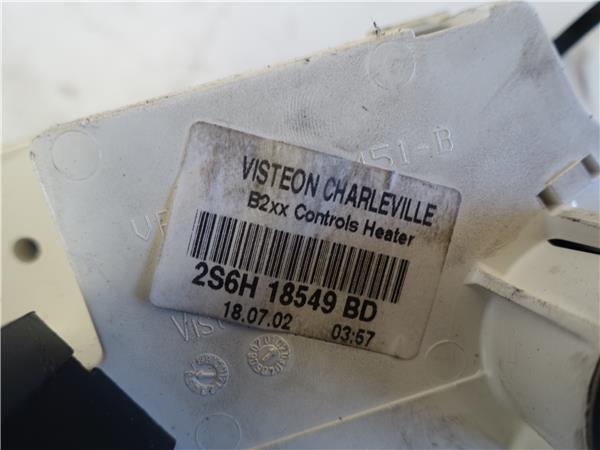 VISTEON CHARLEVILLE
B2xx Controls Heater
2S6H 18549 BD
18.07.02 03:57